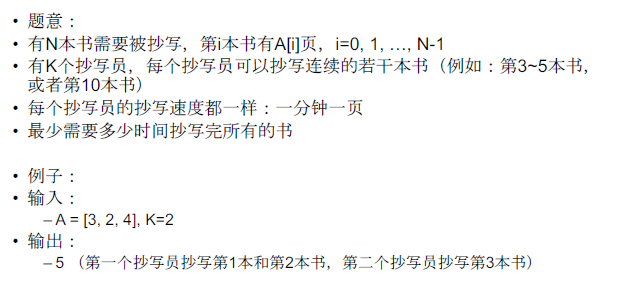 • 题意：
• 有N本书需要被抄写，第i本书有A[i]页，i=0, 1, …, N-1
• 有K个抄写员，每个抄写员可以抄写连续的若干本书（例如：第3~5本书，
或者第10本书）
• 每个抄写员的抄写速度都一样：一分钟一页
• 最少需要多少时间抄写完所有的书
• 例子：
• 输入：
– A = [3, 2, 4], K=2
• 输出：
– 5 （第一个抄写员抄写第1本和第2本书，第二个抄写员抄写第3本书）